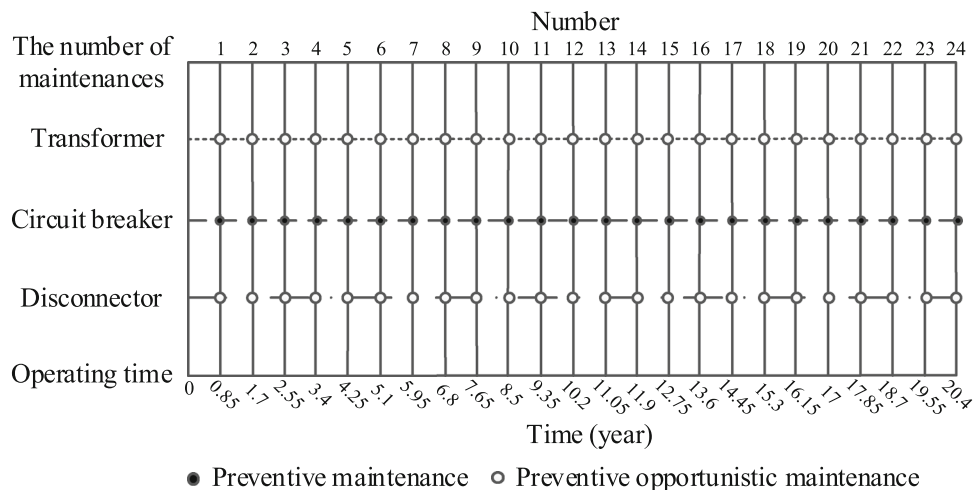 Number
The number of maintenances
1 2 3 4 5 6 7 8 9 10 11 12 13 14 15 16 17 18 19 20 21 22 23 24
Transformer
Circuit breaker
Disconnector
Operating time
0 0.85 1.7 2.55 3.4 4.25 5.1 5.95 6.8 7.65 8.5 9.35 10.2 11.05 11.9 12.75 13.6 14.45 15.3 16.15 17 17.85 18.7 19.55 20.4
Time (year)
Preventive maintenance Preventive opportunistic maintenance